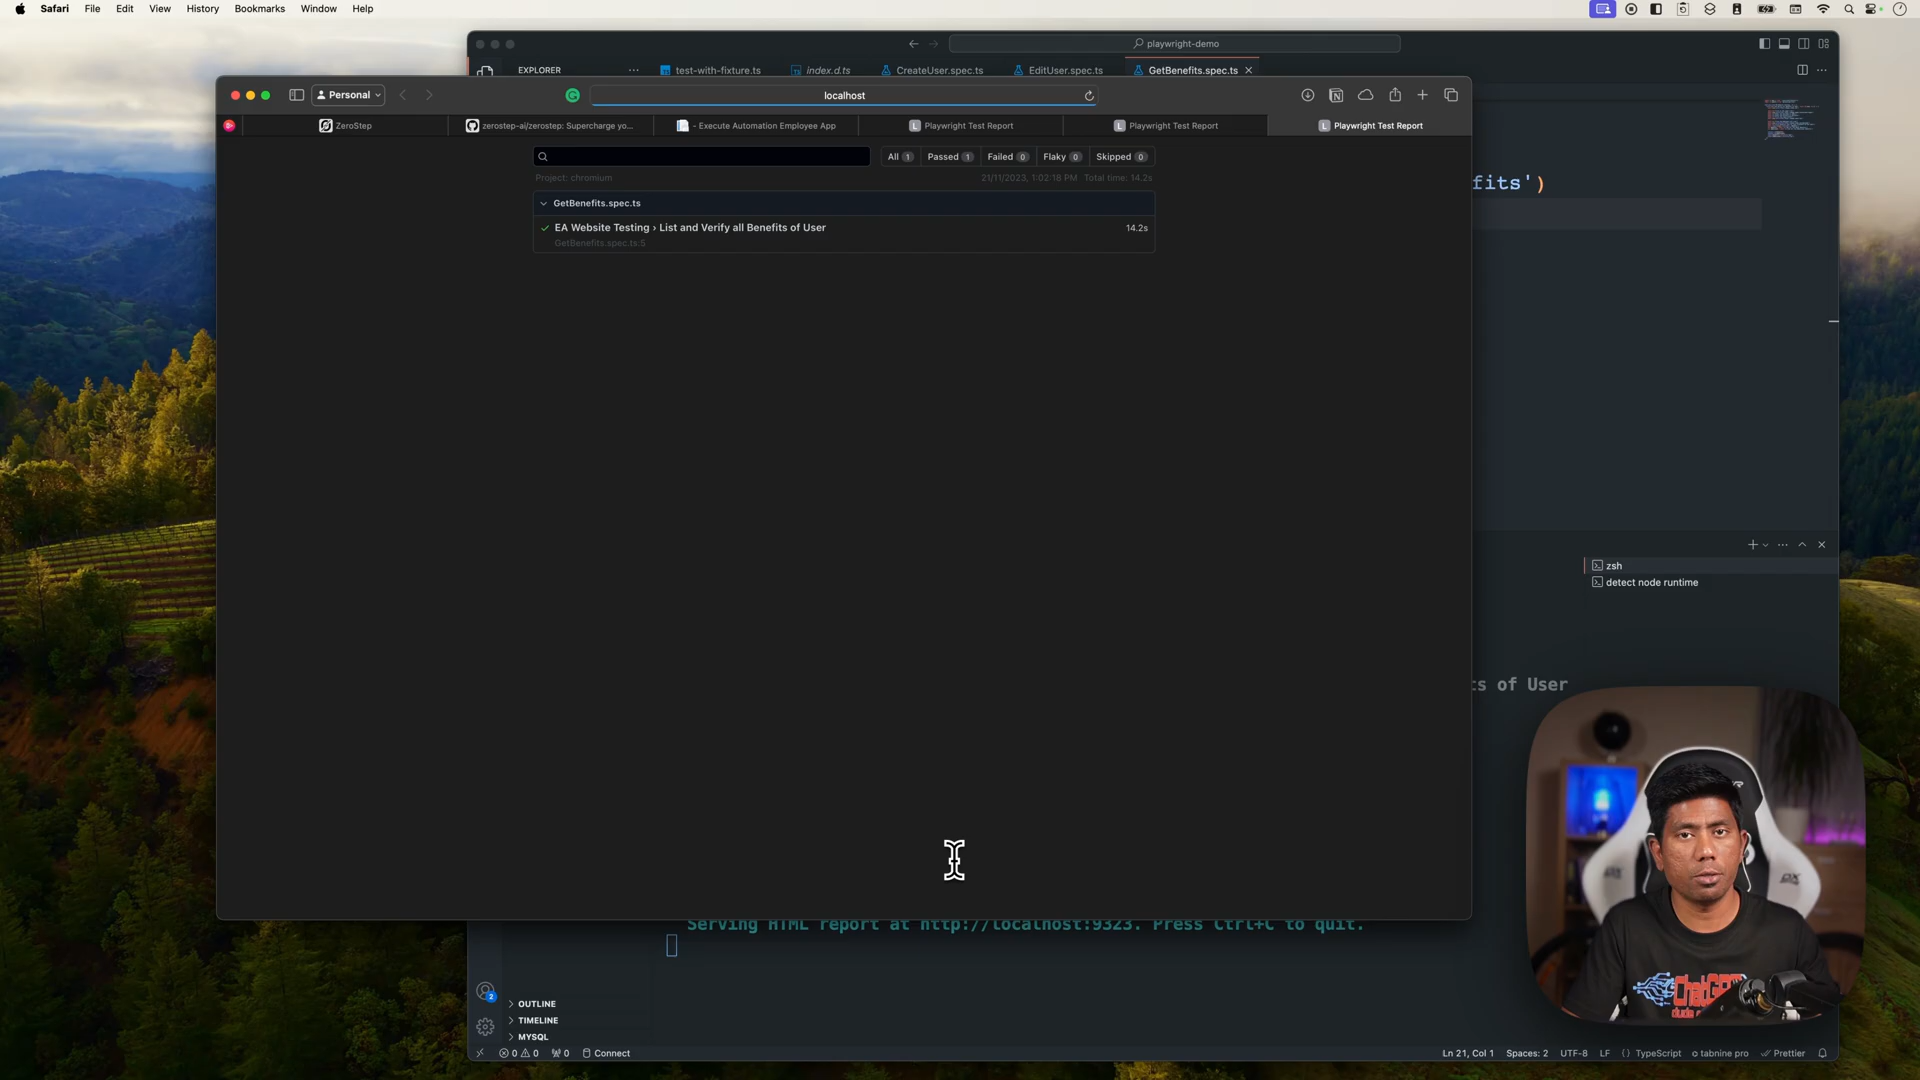 Safari File Edit View History Bookmarks Window Help
playwright-demo
EXPLORER
test-with-fixture.ts
index.d.ts
CreateUser.spec.ts
EditUser.spec.ts
GetBenefits.spec.ts
Personal
localhost
ZeroStep
zerostep-ai/zerostep: Supercharge yo...
- Execute Automation Employee App
Playwright Test Report
Playwright Test Report
Playwright Test Report
All 1 Passed 1 Failed 0 Flaky 0 Skipped 0
Project: chromium
21/11/2023, 1:02:18 PM Total time: 14.2s
fits')
GetBenefits.spec.ts
EA Website Testing › List and Verify all Benefits of User
14.2s
GetBenefits.spec.ts:5
zsh
detect node runtime
ts of User
Serving HTML report at http://localhost:9323. Press Ctrl+C to quit.
2
OUTLINE
TIMELINE
MYSQL
0 0 0 Connect
Ln 21, Col 1 Spaces: 2 UTF-8 LF {} TypeScript tabnine pro Prettier